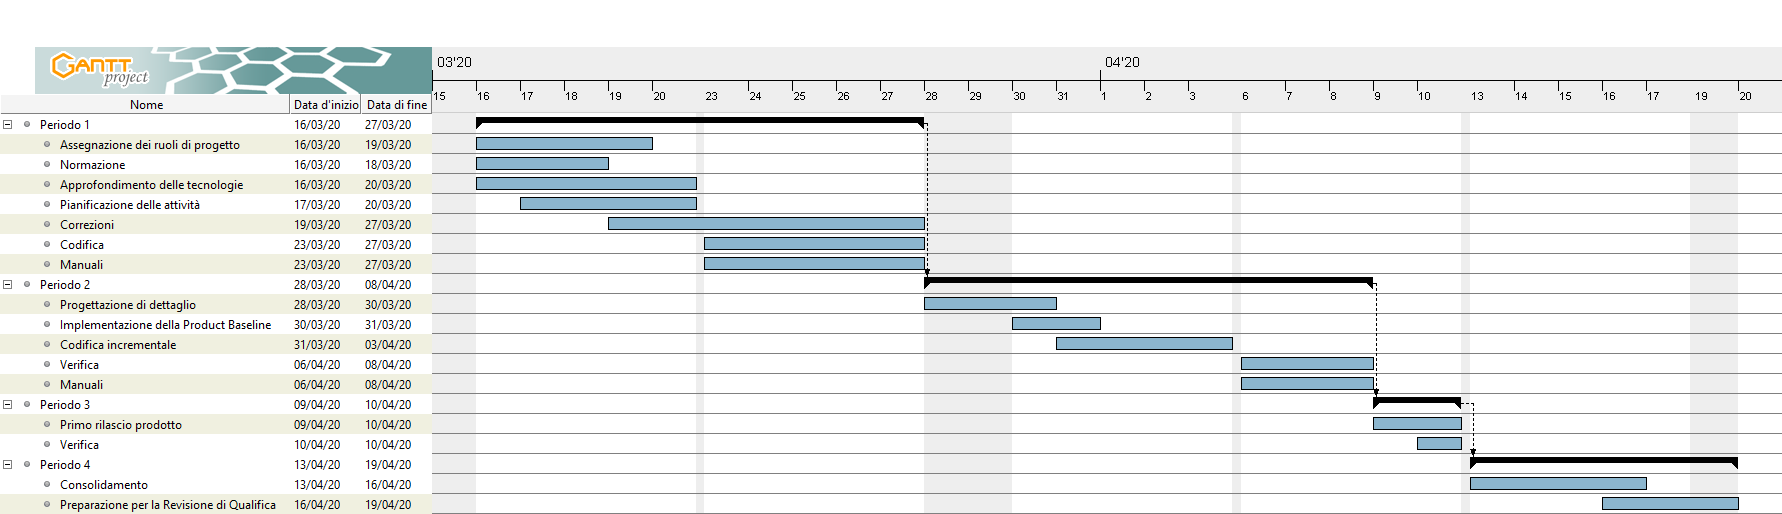 03'20 04'20
GANTT
project
15 16 17 18 19 20 23 24 25 26 27 28 30 31 1 2 3 6 7 8 9 10 13 14 15 16 17 19 20
Nome Data d'inizio Data di fine
Periodo 1 16/03/20 27/03/20
Assegnazione dei ruoli di progetto 16/03/20 19/03/20
Normazione 16/03/20 18/03/20
Approfondimento delle tecnologie 16/03/20 20/03/20
Pianificazione delle attività 17/03/20 20/03/20
Correzioni 19/03/20 27/03/20
Codifica 23/03/20 27/03/20
Manuali 23/03/20 27/03/20
Periodo 2 28/03/20 08/04/20
Progettazione di dettaglio 28/03/20 30/03/20
Implementazione della Product Baseline 30/03/20 31/03/20
Codifica incrementale 31/03/20 03/04/20
Verifica 06/04/20 08/04/20
Manuali 06/04/20 08/04/20
Periodo 3 09/04/20 10/04/20
Primo rilascio prodotto 09/04/20 10/04/20
Verifica 10/04/20 10/04/20
Periodo 4 13/04/20 19/04/20
Consolidamento 13/04/20 16/04/20
Preparazione per la Revisione di Qualifica 16/04/20 19/04/20